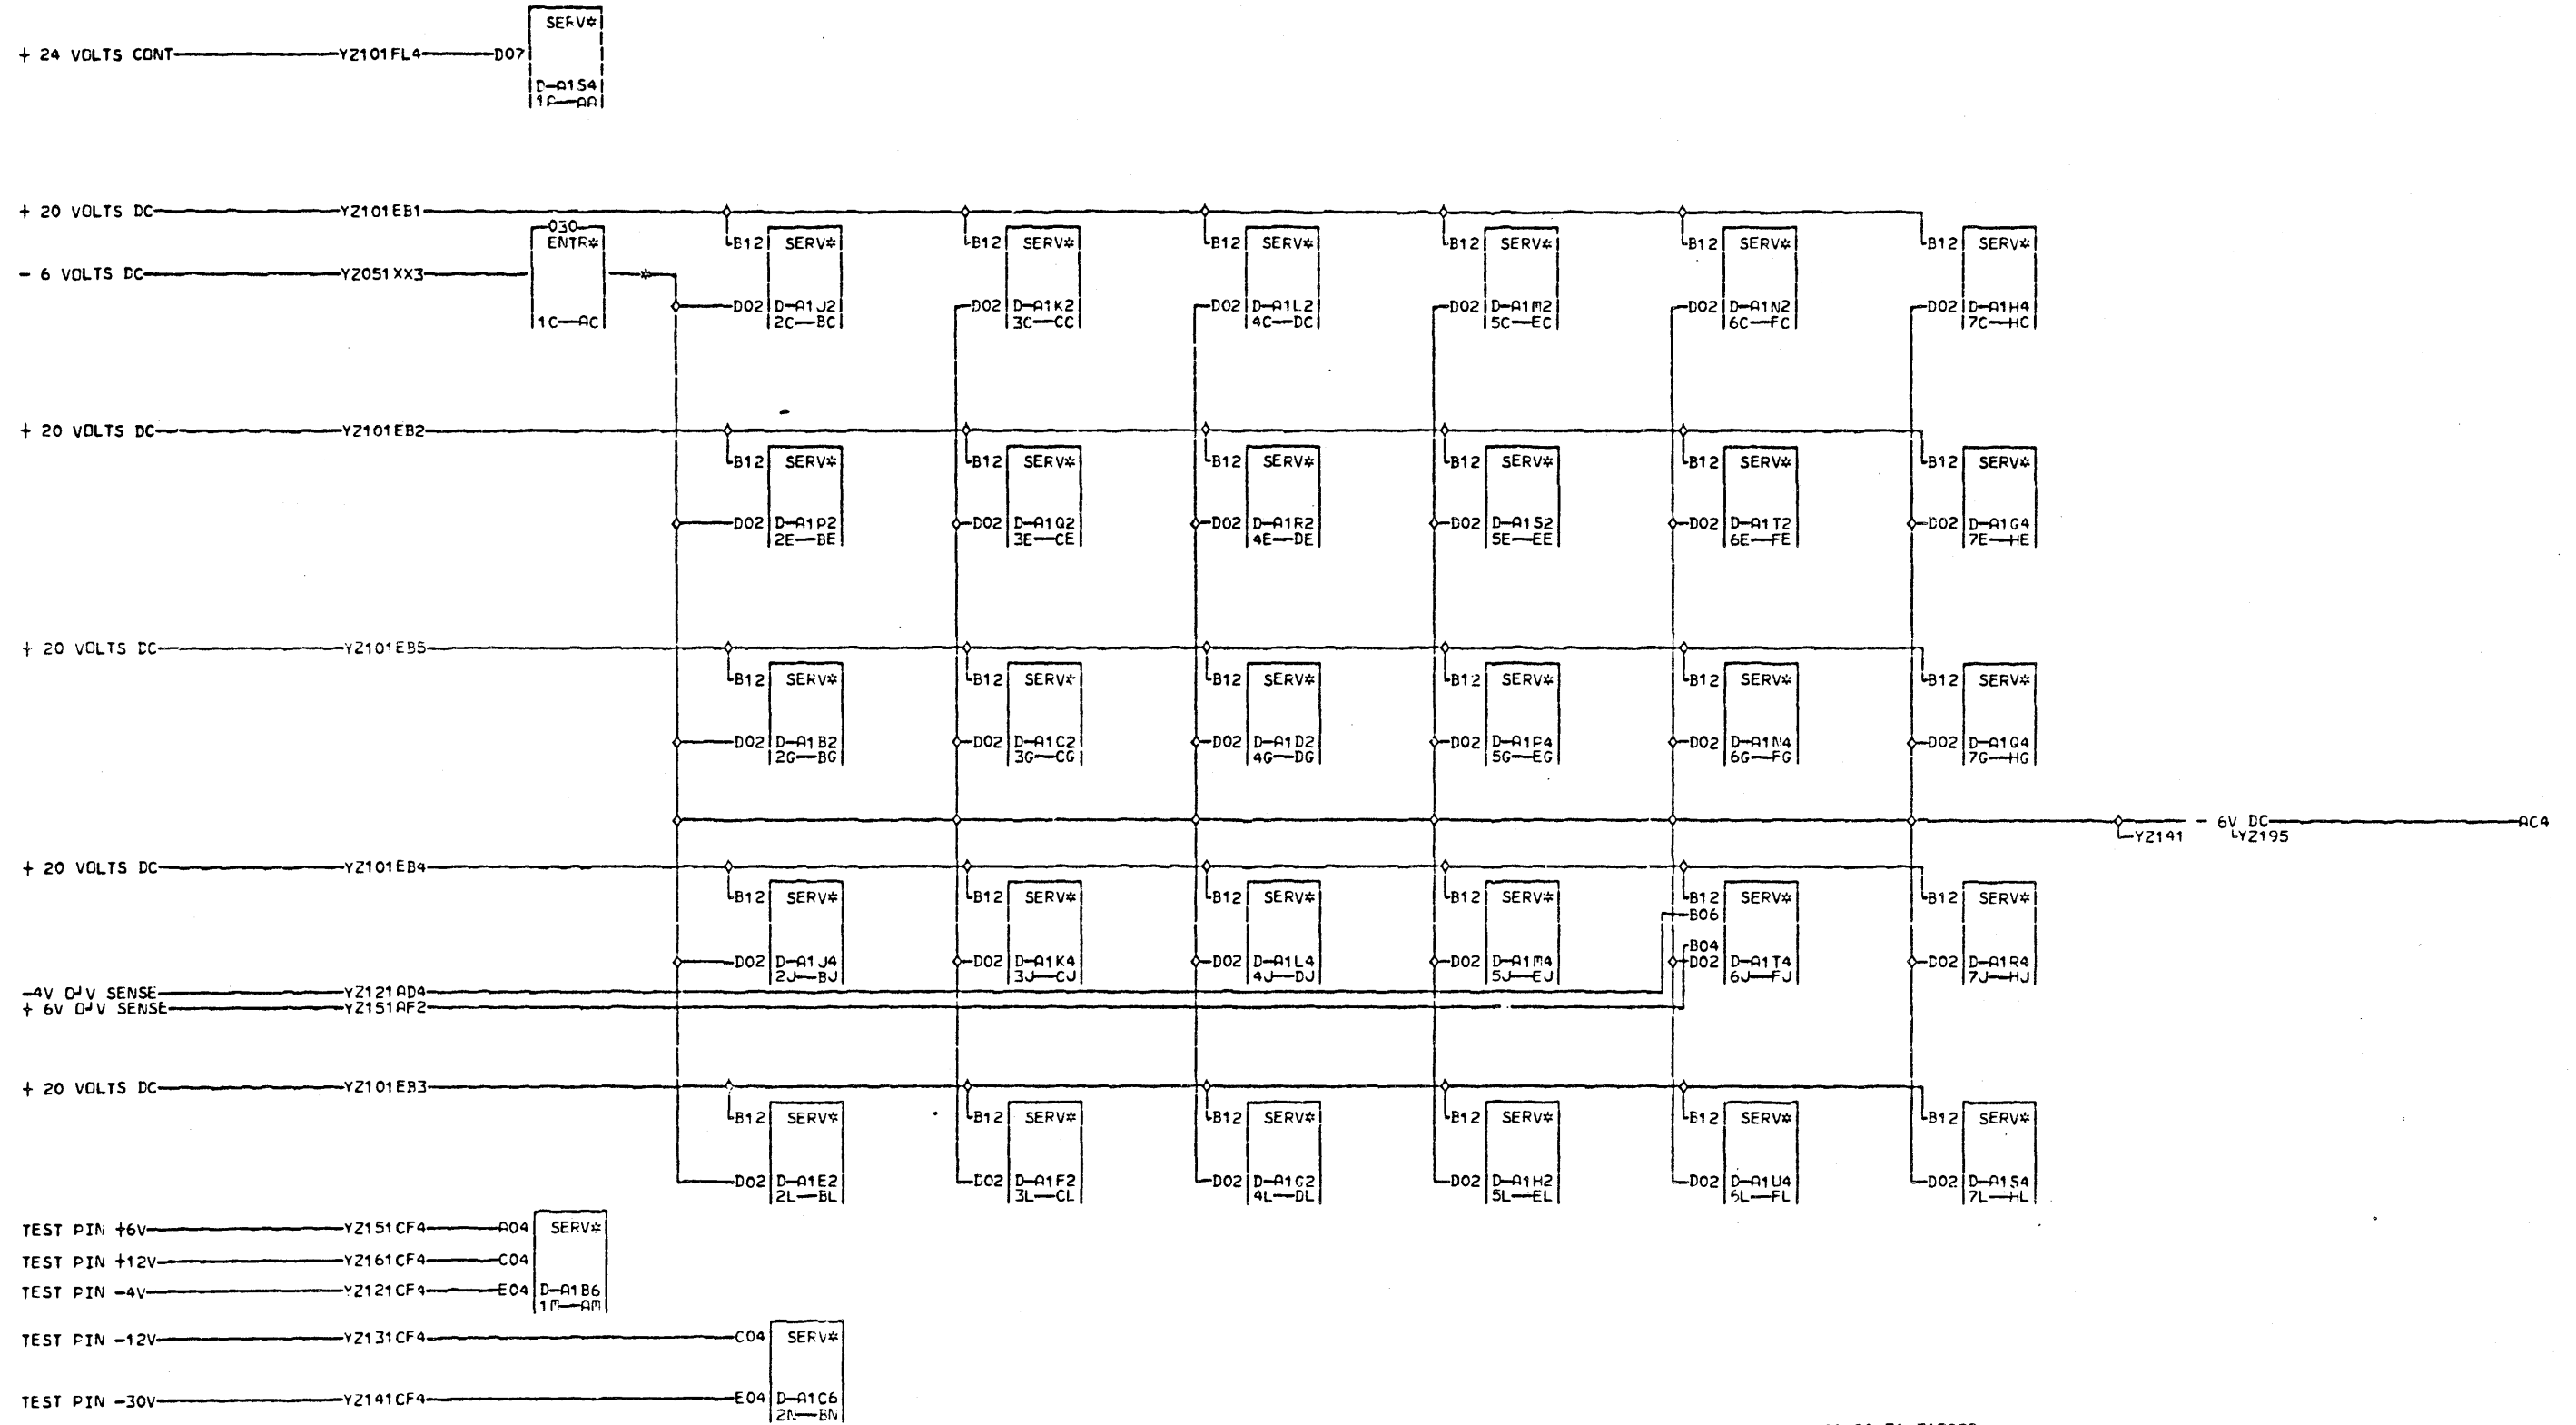 SERV*
+ 24 VOLTS CONT YZ101FL4 D07
D-A1S4
1A-AA
+ 20 VOLTS DC YZ101EB1
030
ENTR* B12 SERV* B12 SERV* B12 SERV* B12 SERV* B12 SERV* B12 SERV*
- 6 VOLTS DC YZ051XX3 *
D02 D-A1J2 D02 D-A1K2 D02 D-A1L2 D02 D-A1M2 D02 D-A1N2 D02 D-A1H4
1C-AC 2C-BC 3C-CC 4C-DC 5C-EC 6C-FC 7C-HC
+ 20 VOLTS DC YZ101EB2
B12 SERV* B12 SERV* B12 SERV* B12 SERV* B12 SERV* B12 SERV*
D02 D-A1P2 D02 D-A1Q2 D02 D-A1R2 D02 D-A1S2 D02 D-A1T2 D02 D-A1G4
2E-BE 3E-CE 4E-DE 5E-EE 6E-FE 7E-HE
+ 20 VOLTS DC YZ101EB5
B12 SERV* B12 SERV* B12 SERV* B12 SERV* B12 SERV* B12 SERV*
D02 D-A1B2 D02 D-A1C2 D02 D-A1D2 D02 D-A1P4 D02 D-A1N4 D02 D-A1Q4
2G-BG 3G-CG 4G-DG 5G-EG 6G-FG 7G-HG
- 6V DC AC4
YZ141 YZ195
+ 20 VOLTS DC YZ101EB4
B12 SERV* B12 SERV* B12 SERV* B12 SERV* B12 SERV* B12 SERV*
B06
B04
D02 D-A1J4 D02 D-A1K4 D02 D-A1L4 D02 D-A1M4 D02 D-A1T4 D02 D-A1R4
2J-BJ 3J-CJ 4J-DJ 5J-EJ 6J-FJ 7J-HJ
-4V O/V SENSE YZ121AD4
+ 6V O/V SENSE YZ151AF2
+ 20 VOLTS DC YZ101EB3
B12 SERV* B12 SERV* B12 SERV* B12 SERV* B12 SERV* B12 SERV*
D02 D-A1E2 D02 D-A1F2 D02 D-A1G2 D02 D-A1H2 D02 D-A1U4 D02 D-A1S4
2L-BL 3L-CL 4L-DL 5L-EL 6L-FL 7L-HL
TEST PIN +6V YZ151CF4 A04 SERV*
TEST PIN +12V YZ161CF4 C04
TEST PIN -4V YZ121CF4 E04 D-A1B6
1M-AM
TEST PIN -12V YZ131CF4 C04 SERV*
TEST PIN -30V YZ141CF4 E04 D-A1C6
2N-BN